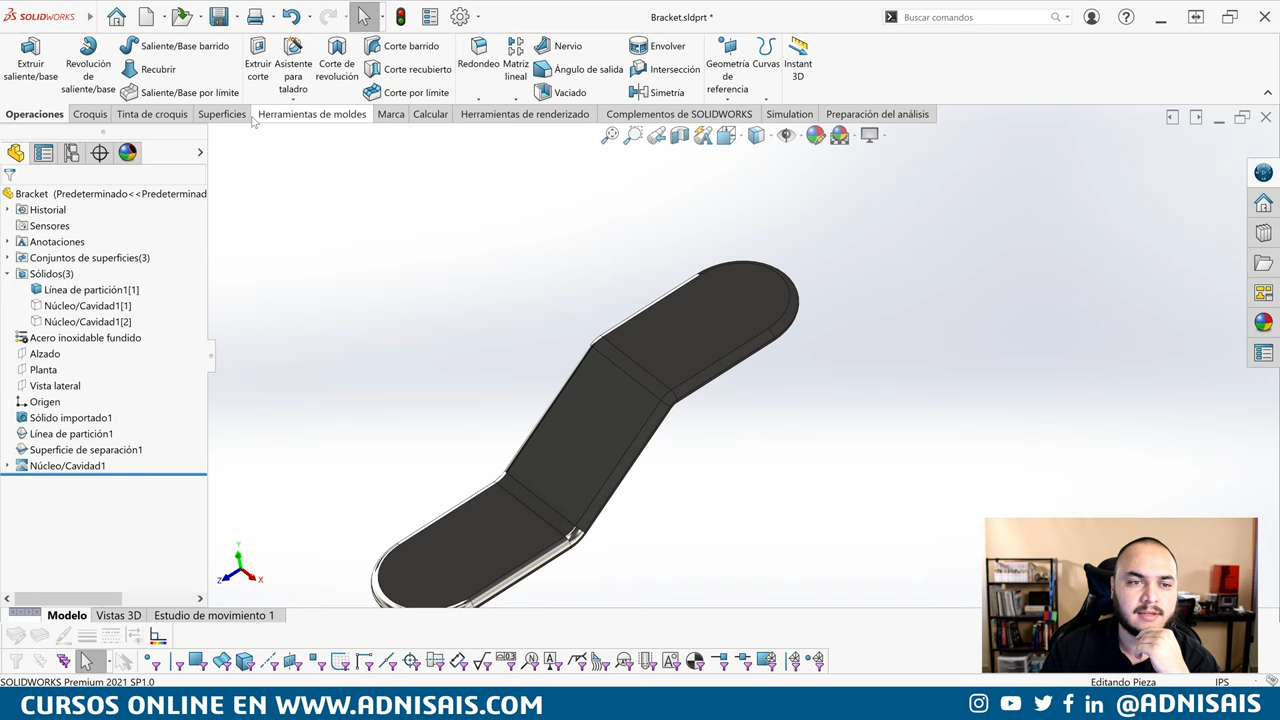 SOLIDWORKS
Bracket.sldprt *
Buscar comandos
Extruir saliente/base
Revolución de saliente/base
Saliente/Base barrido
Recubrir
Saliente/Base por límite
Extruir corte
Asistente para taladro
Corte de revolución
Corte barrido
Corte recubierto
Corte por límite
Redondeo
Matriz lineal
Nervio
Ángulo de salida
Vaciado
Envolver
Intersección
Simetría
Geometría de referencia
Curvas
Instant 3D
Operaciones
Croquis
Tinta de croquis
Superficies
Herramientas de moldes
Marca
Calcular
Herramientas de renderizado
Complementos de SOLIDWORKS
Simulation
Preparación del análisis
Bracket (Predeterminado<<Predeterminad
Historial
Sensores
Anotaciones
Conjuntos de superficies(3)
Sólidos(3)
Línea de partición1[1]
Núcleo/Cavidad1[1]
Núcleo/Cavidad1[2]
Acero inoxidable fundido
Alzado
Planta
Vista lateral
Origen
Sólido importado1
Línea de partición1
Superficie de separación1
Núcleo/Cavidad1
Y
Z
X
Modelo
Vistas 3D
Estudio de movimiento 1
SOLIDWORKS Premium 2021 SP1.0
Editando Pieza
IPS
CURSOS ONLINE EN WWW.ADNISAIS.COM
@ADNISAIS